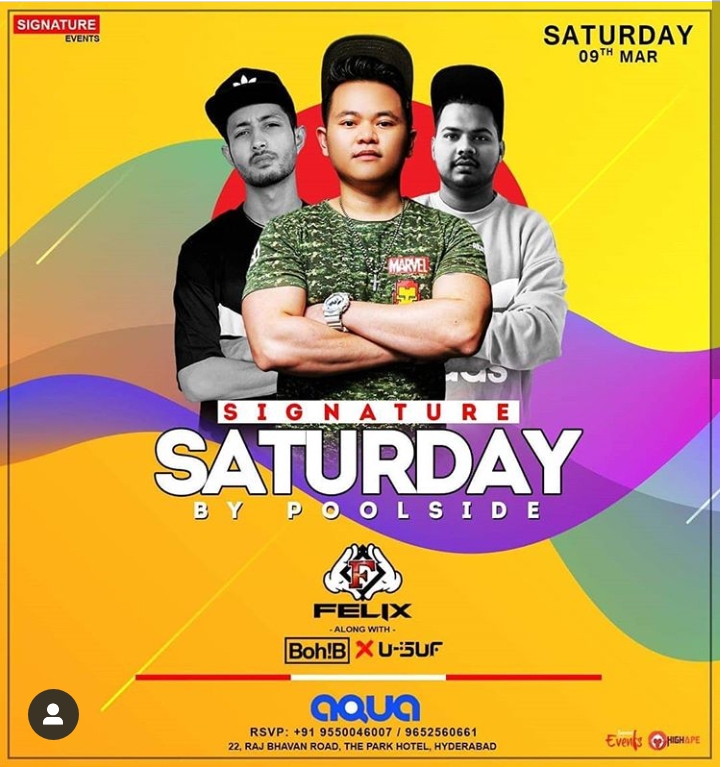 SIGNATURE
EVENTS
SATURDAY
09TH MAR
MARVEL
SIGNATURE
SATURDAY
BY POOLSIDE
F
FELIX
- ALONG WITH -
Boh!B X U-SUF
aqua
RSVP: +91 9550046007 / 9652560661
22, RAJ BHAVAN ROAD, THE PARK HOTEL, HYDERABAD
Events HIGHAPE